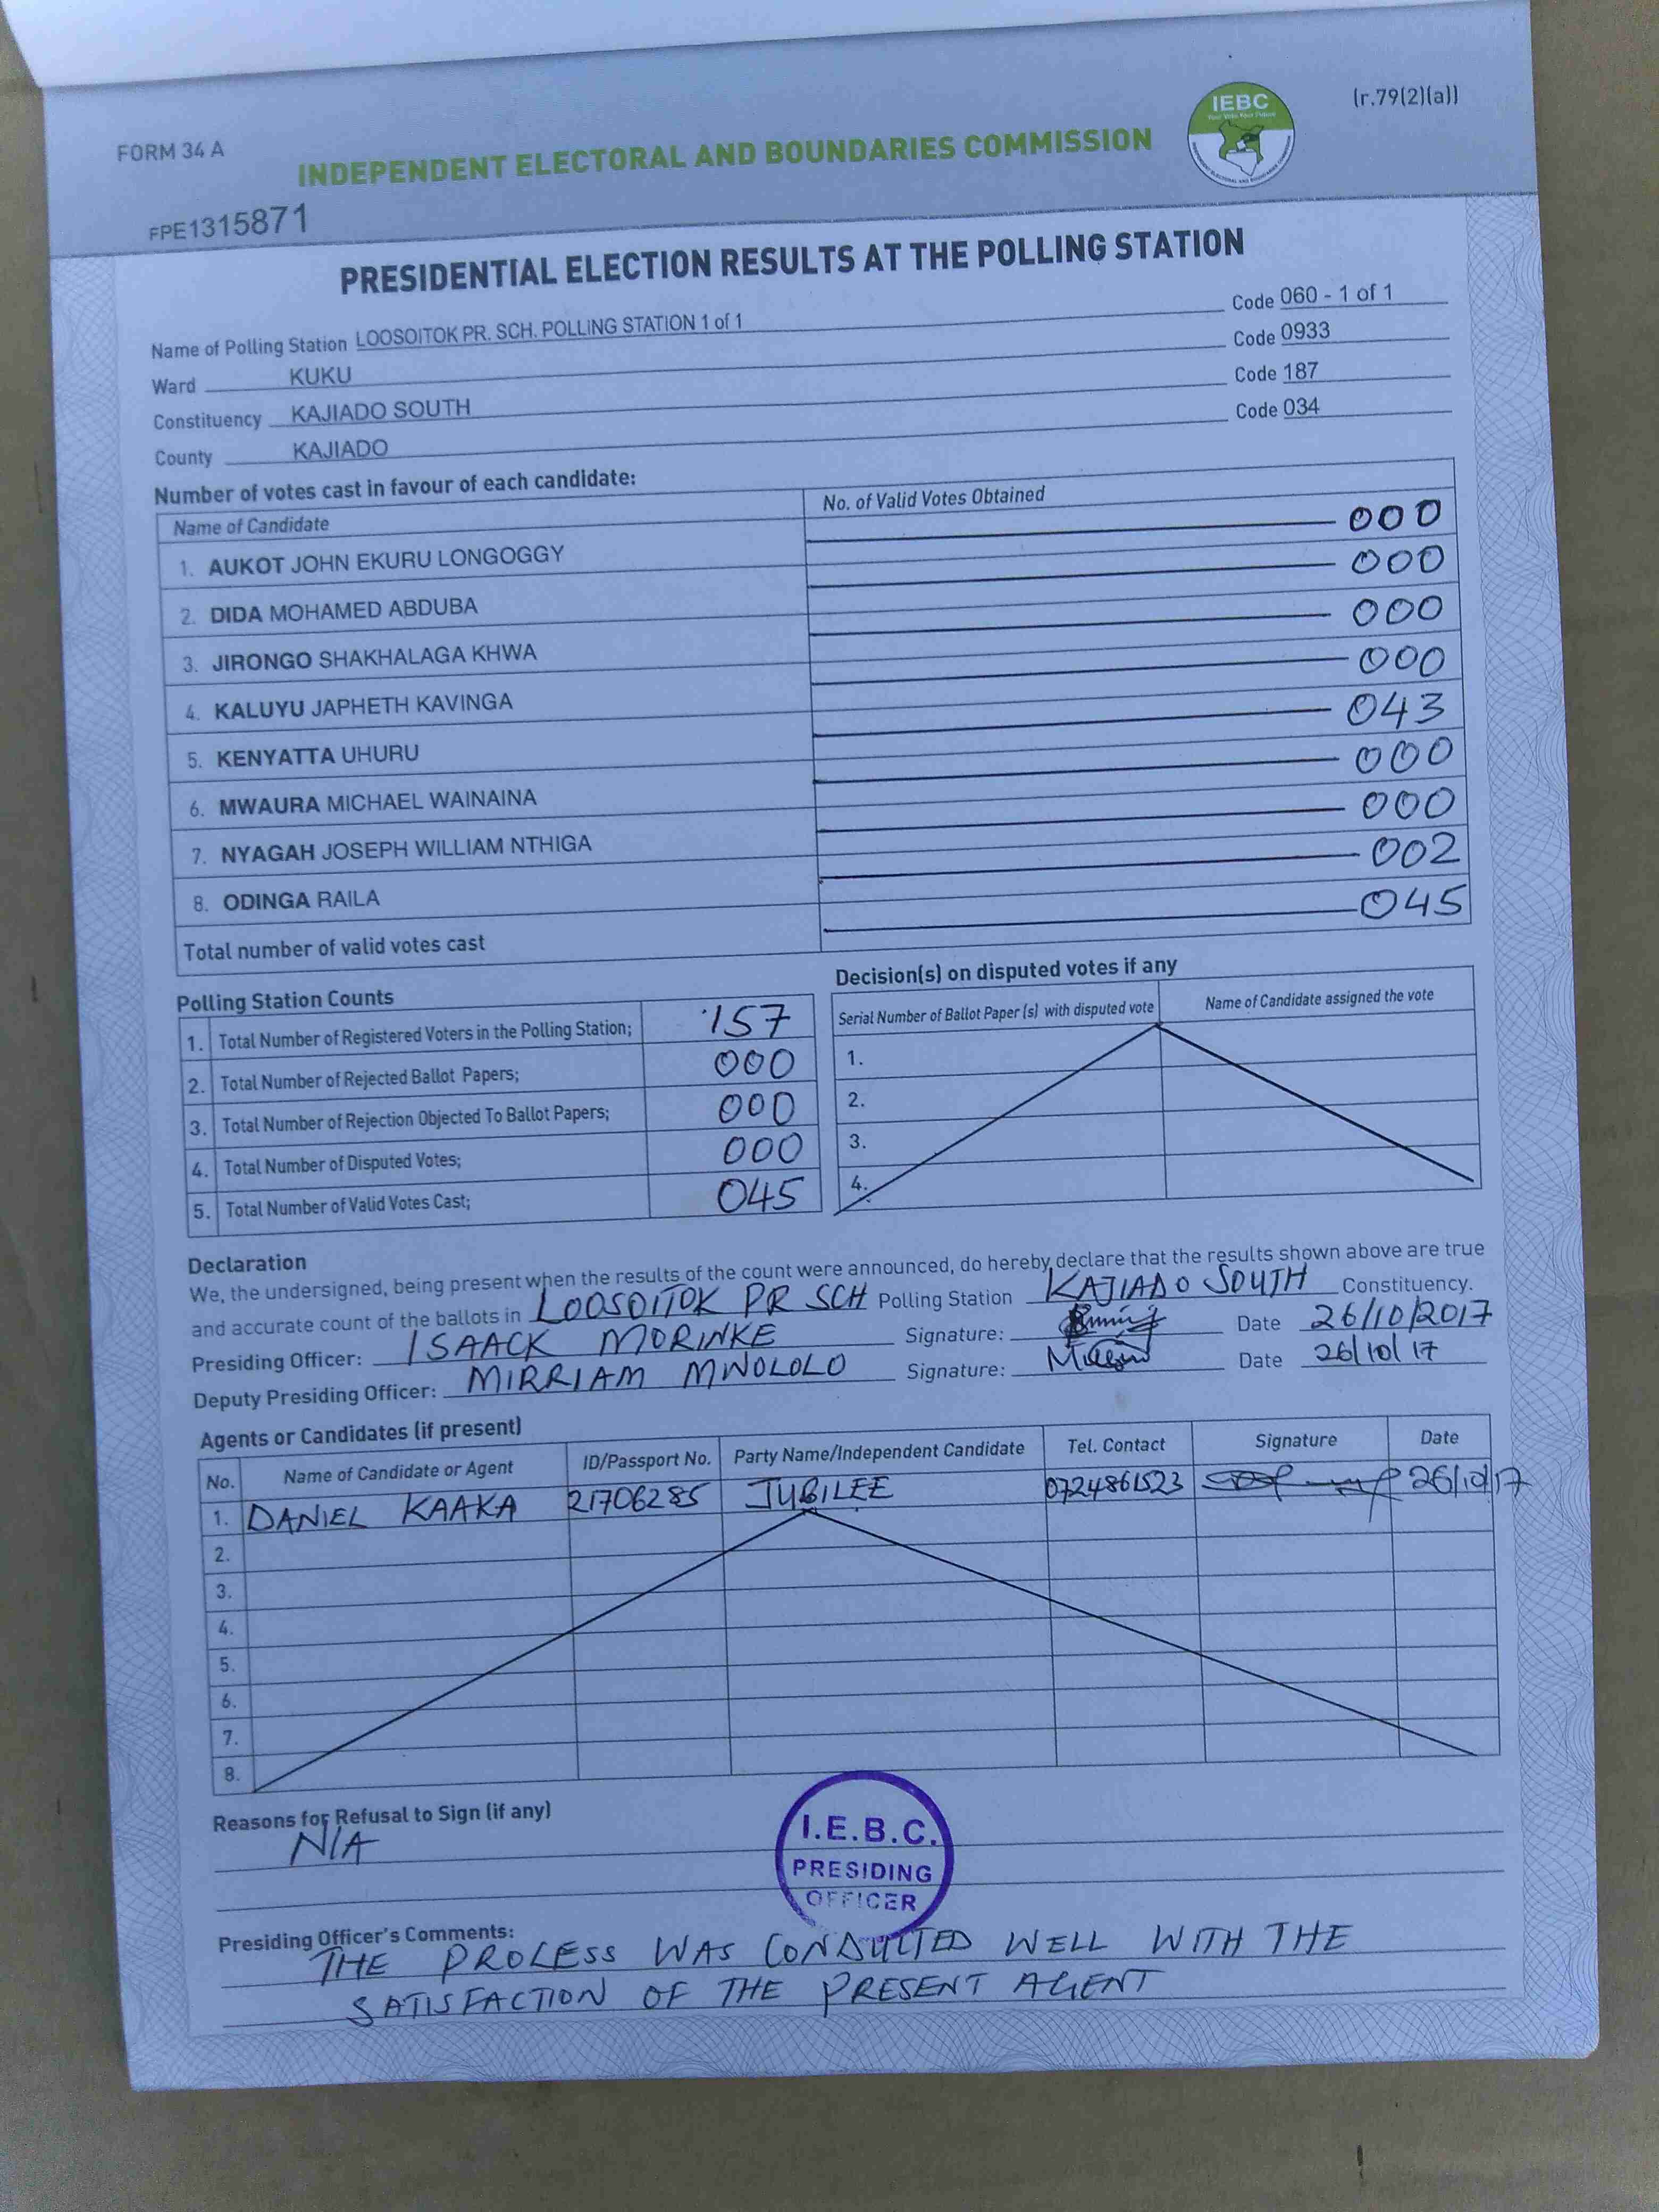 (r.79(2)(a))
FORM 34 A
INDEPENDENT ELECTORAL AND BOUNDARIES COMMISSION
IEBC
Your Vote Your Future
FPE1315871
PRESIDENTIAL ELECTION RESULTS AT THE POLLING STATION
Name of Polling Station LOOSOITOK PR. SCH. POLLING STATION 1 of 1 Code 060 - 1 of 1
Ward KUKU Code 0933
Constituency KAJIADO SOUTH Code 187
County KAJIADO Code 034
Number of votes cast in favour of each candidate:
Name of Candidate No. of Valid Votes Obtained
1. AUKOT JOHN EKURU LONGOGGY 000
2. DIDA MOHAMED ABDUBA 000
3. JIRONGO SHAKHALAGA KHWA 000
4. KALUYU JAPHETH KAVINGA 000
5. KENYATTA UHURU 043
6. MWAURA MICHAEL WAINAINA 000
7. NYAGAH JOSEPH WILLIAM NTHIGA 000
8. ODINGA RAILA 002
Total number of valid votes cast 045
Polling Station Counts
1. Total Number of Registered Voters in the Polling Station; 157
2. Total Number of Rejected Ballot Papers; 000
3. Total Number of Rejection Objected To Ballot Papers; 000
4. Total Number of Disputed Votes; 000
5. Total Number of Valid Votes Cast; 045
Decision(s) on disputed votes if any
Serial Number of Ballot Paper (s) with disputed vote Name of Candidate assigned the vote
1.
2.
3.
4.
Declaration
We, the undersigned, being present when the results of the count were announced, do hereby declare that the results shown above are true
and accurate count of the ballots in LOOSOITOK PR SCH Polling Station KAJIADO SOUTH Constituency.
Presiding Officer: ISAACK MORINKE Signature: Date 26/10/2017
Deputy Presiding Officer: MIRRIAM MWOLOLO Signature: Date 26/10/17
Agents or Candidates (if present)
No. Name of Candidate or Agent ID/Passport No. Party Name/Independent Candidate Tel. Contact Signature Date
1. DANIEL KAAKA 21706285 JUBILEE 0724861523 26/10/17
2.
3.
4.
5.
6.
7.
8.
Reasons for Refusal to Sign (if any)
N/A
I.E.B.C.
PRESIDING
OFFICER
Presiding Officer's Comments:
THE PROCESS WAS CONDUCTED WELL WITH THE
SATISFACTION OF THE PRESENT AGENT